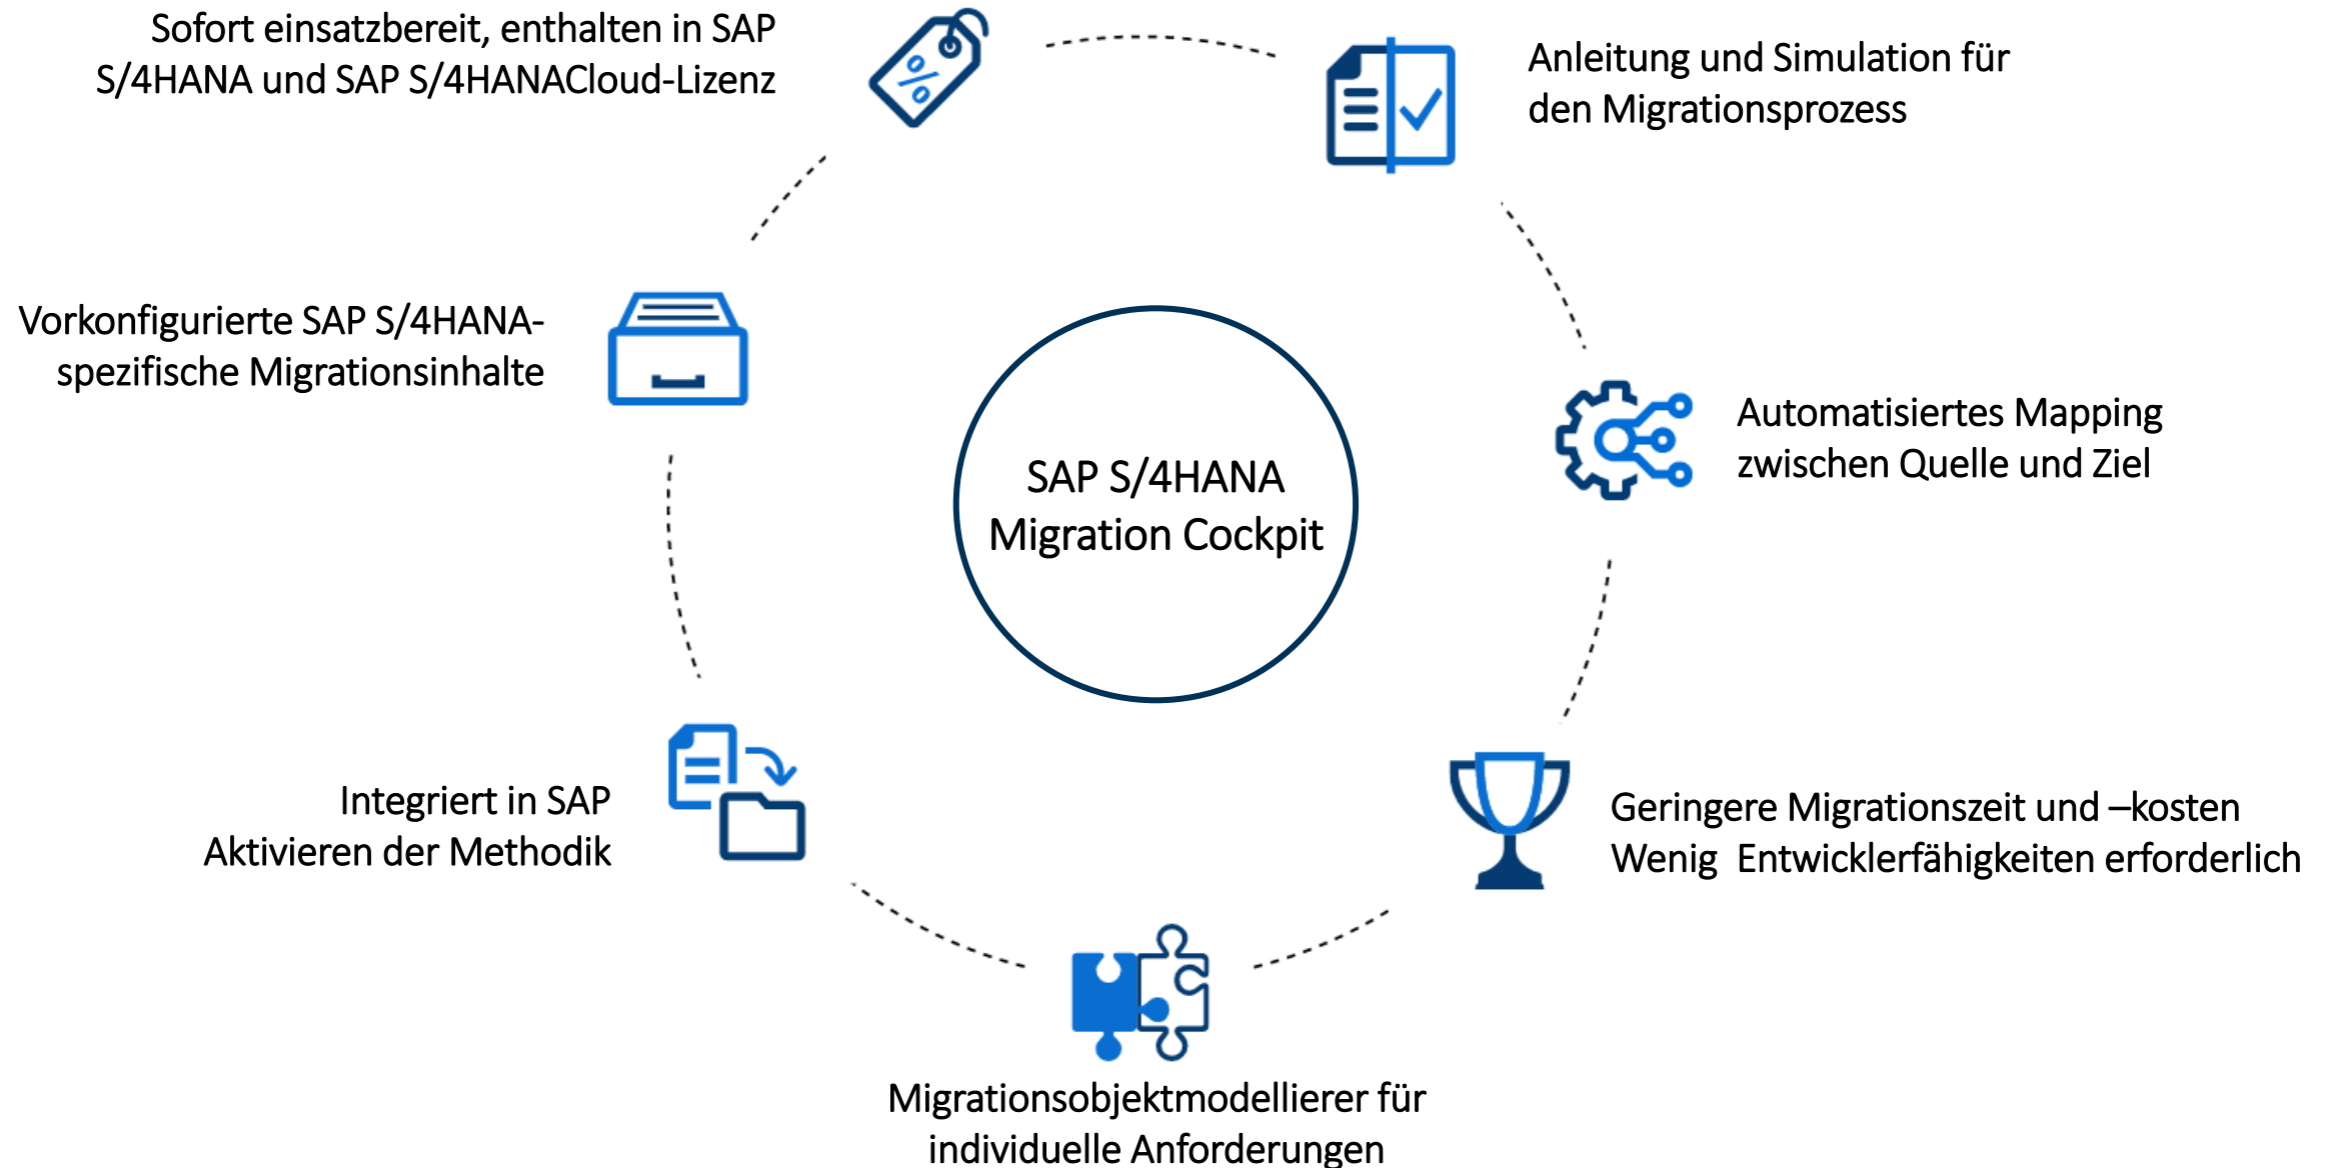 Sofort einsatzbereit, enthalten in SAP
S/4HANA und SAP S/4HANACloud-Lizenz
Anleitung und Simulation für
den Migrationsprozess
Vorkonfigurierte SAP S/4HANA-
spezifische Migrationsinhalte
Automatisiertes Mapping
zwischen Quelle und Ziel
SAP S/4HANA
Migration Cockpit
Integriert in SAP
Aktivieren der Methodik
Geringere Migrationszeit und –kosten
Wenig  Entwicklerfähigkeiten erforderlich
Migrationsobjektmodellierer für
individuelle Anforderungen